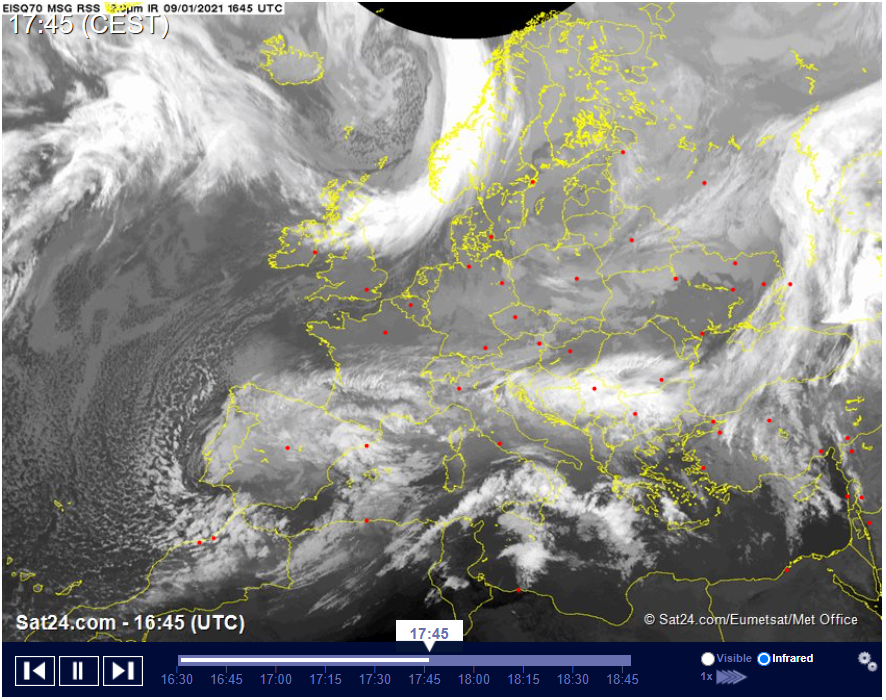 EISQ70 MSG RSS IR 09/01/2021 1645 UTC
17:45 (CEST)
Sat24.com - 16:45 (UTC)
© Sat24.com/Eumetsat/Met Office
17:45
16:30 16:45 17:00 17:15 17:30 17:45 18:00 18:15 18:30 18:45
Visible Infrared
1x